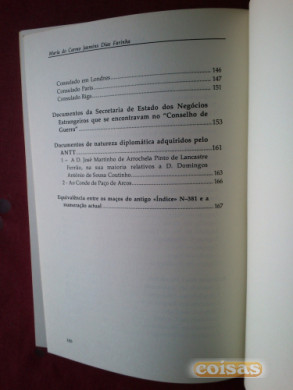 Maria do Carmo Jasmins Dias Farinha
Consulado em Londres 146
Consulado Paris 147
Consulado Riga 151
Documentos da Secretaria de Estado dos Negócios
Estrangeiros que se encontravam no "Conselho de
Guerra" 153
Documentos de natureza diplomática adquiridos pelo
ANTT 161
1 – A D. José Martinho de Arrochela Pinto de Lancastre
Ferrão, na sua maioria relativos a D. Domingos
António de Sousa Coutinho 163
2 - Ao Conde de Paço de Arcos 166
Equivalência entre os maços do antigo «Índice» N-381 e a
numeração actual 167
coisas